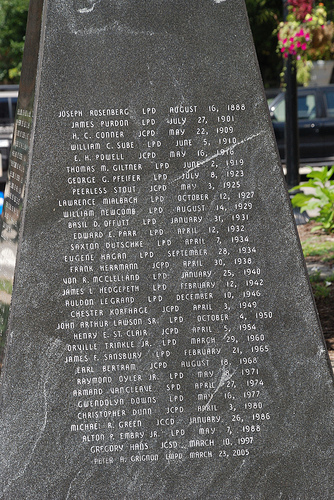 JOSEPH ROSENBERG LPD AUGUST 16, 1888
JAMES PURDON LPD JULY 27, 1901
H. C. CONNER JCPD MAY 22, 1909
WILLIAM C. SUBE LPD JUNE 5, 1910
E. H. POWELL JCPD MAY 16, 1916
THOMAS M. GILTNER LPD JUNE 2, 1919
GEORGE G. PFEIFER LPD JULY 8, 1923
PEERLESS STOUT JCPD MAY 3, 1925
LAWRENCE MIALBACH LPD OCTOBER 12, 1927
WILLIAM NEWCOMB LPD AUGUST 14, 1929
BASIL D. OFFUTT LPD JANUARY 31, 1931
EDWARD E. PARK LPD APRIL 12, 1932
SAXTON DUTSCHKE LPD APRIL 7, 1934
EUGENE HAGAN LPD SEPTEMBER 28, 1934
FRANK HERRMANN JCPD APRIL 30, 1938
VON R. MCCLELLAND LPD JANUARY 25, 1940
JAMES L. HEDGEPETH LPD FEBRUARY 12, 1942
AULDON LEGRAND LPD DECEMBER 10, 1946
CHESTER KORFHAGE JCPD APRIL 3, 1949
JOHN ARTHUR LAWSON SR. LPD OCTOBER 4, 1950
HENRY E. ST. CLAIR JCPD APRIL 5, 1954
ORVILLE TRINKLE JR. LPD MARCH 29, 1960
JAMES F. SANSBURY LPD FEBRUARY 21, 1965
EARL BERTRAM JCPD AUGUST 18, 1968
RAYMOND OYLER JR. LPD MAY 1971
ARMAND VANCLEAVE SPD APRIL 27, 1974
GWENDOLYN DOWNS LPD MAY 16, 1977
CHRISTOPHER DUNN JCPD APRIL 3, 1980
MICHAEL R. GREEN JCCD JANUARY 26, 1986
ALTON P. EMBRY JR. LPD MAY 7, 1988
GREGORY HANS JCSD MARCH 10, 1997
PETER A. GRIGNON LMPD MARCH 23, 2005